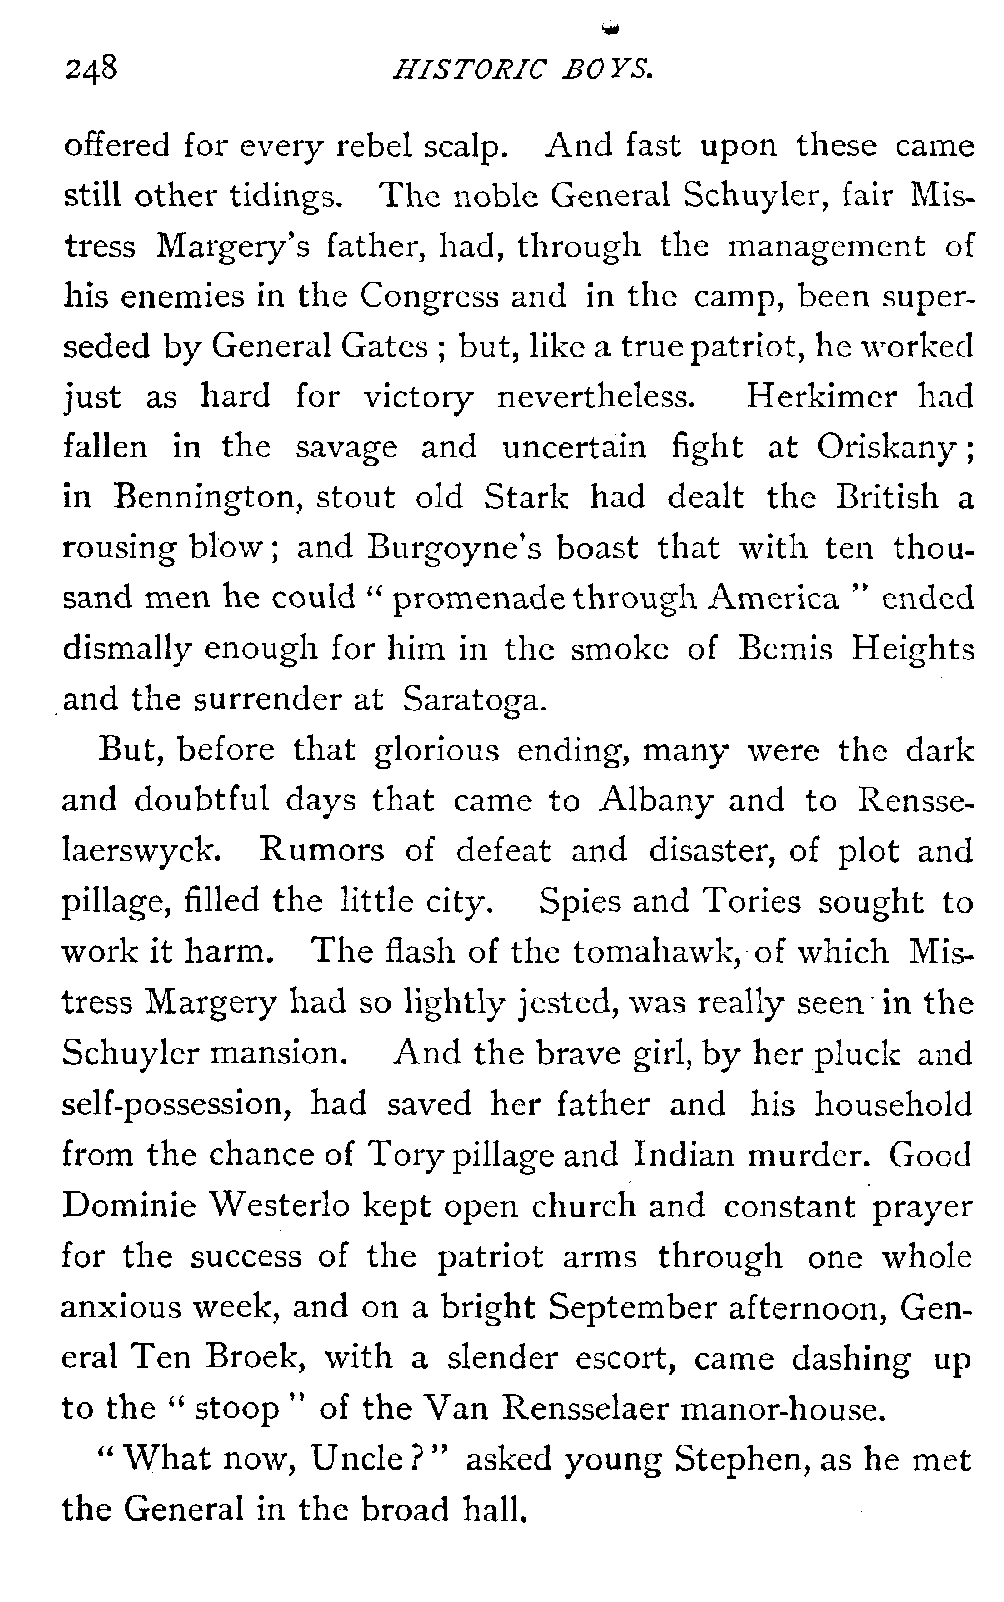 248 HISTORIC BOYS.
offered for every rebel scalp. And fast upon these came
still other tidings. The noble General Schuyler, fair Mis-
tress Margery's father, had, through the management of
his enemies in the Congress and in the camp, been super-
seded by General Gates ; but, like a true patriot, he worked
just as hard for victory nevertheless. Herkimer had
fallen in the savage and uncertain fight at Oriskany ;
in Bennington, stout old Stark had dealt the British a
rousing blow ; and Burgoyne's boast that with ten thou-
sand men he could " promenade through America " ended
dismally enough for him in the smoke of Bemis Heights
and the surrender at Saratoga.
But, before that glorious ending, many were the dark
and doubtful days that came to Albany and to Rensse-
laerswyck. Rumors of defeat and disaster, of plot and
pillage, filled the little city. Spies and Tories sought to
work it harm. The flash of the tomahawk, of which Mis-
tress Margery had so lightly jested, was really seen in the
Schuyler mansion. And the brave girl, by her pluck and
self-possession, had saved her father and his household
from the chance of Tory pillage and Indian murder. Good
Dominie Westerlo kept open church and constant prayer
for the success of the patriot arms through one whole
anxious week, and on a bright September afternoon, Gen-
eral Ten Broek, with a slender escort, came dashing up
to the " stoop " of the Van Rensselaer manor-house.
" What now, Uncle ? " asked young Stephen, as he met
the General in the broad hall.